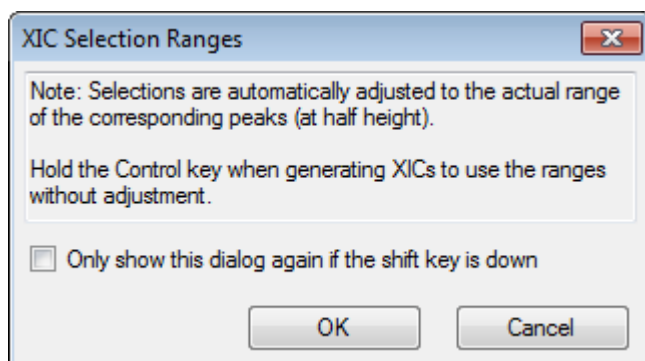 XIC Selection Ranges
Note: Selections are automatically adjusted to the actual range
of the corresponding peaks (at half height).
Hold the Control key when generating XICs to use the ranges
without adjustment.
Only show this dialog again if the shift key is down
OK
Cancel